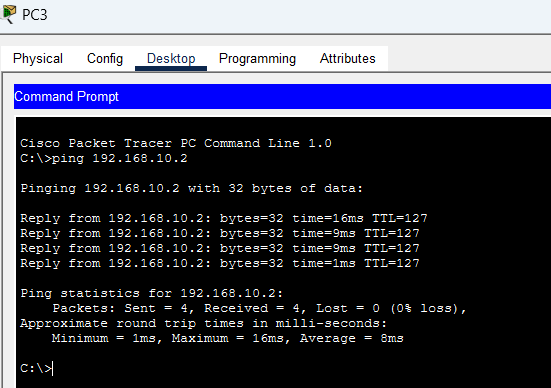 PC3
Physical Config Desktop Programming Attributes
Command Prompt
Cisco Packet Tracer PC Command Line 1.0
C:\>ping 192.168.10.2
Pinging 192.168.10.2 with 32 bytes of data:
Reply from 192.168.10.2: bytes=32 time=16ms TTL=127
Reply from 192.168.10.2: bytes=32 time=9ms TTL=127
Reply from 192.168.10.2: bytes=32 time=9ms TTL=127
Reply from 192.168.10.2: bytes=32 time=1ms TTL=127
Ping statistics for 192.168.10.2:
Packets: Sent = 4, Received = 4, Lost = 0 (0% loss),
Approximate round trip times in milli-seconds:
Minimum = 1ms, Maximum = 16ms, Average = 8ms
C:\>